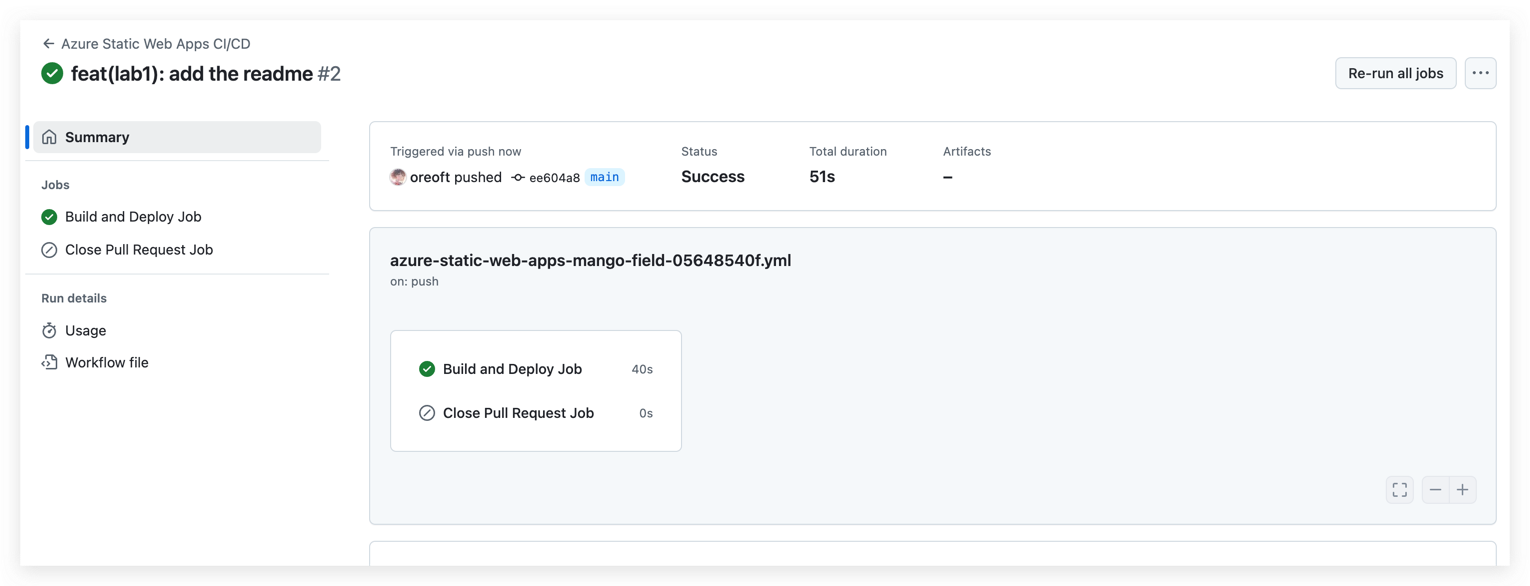 ← Azure Static Web Apps CI/CD
feat(lab1): add the readme #2
Re-run all jobs
Summary
Jobs
Build and Deploy Job
Close Pull Request Job
Run details
Usage
Workflow file
Triggered via push now
oreoft pushed ee604a8 main
Status
Success
Total duration
51s
Artifacts
–
azure-static-web-apps-mango-field-05648540f.yml
on: push
Build and Deploy Job 40s
Close Pull Request Job 0s